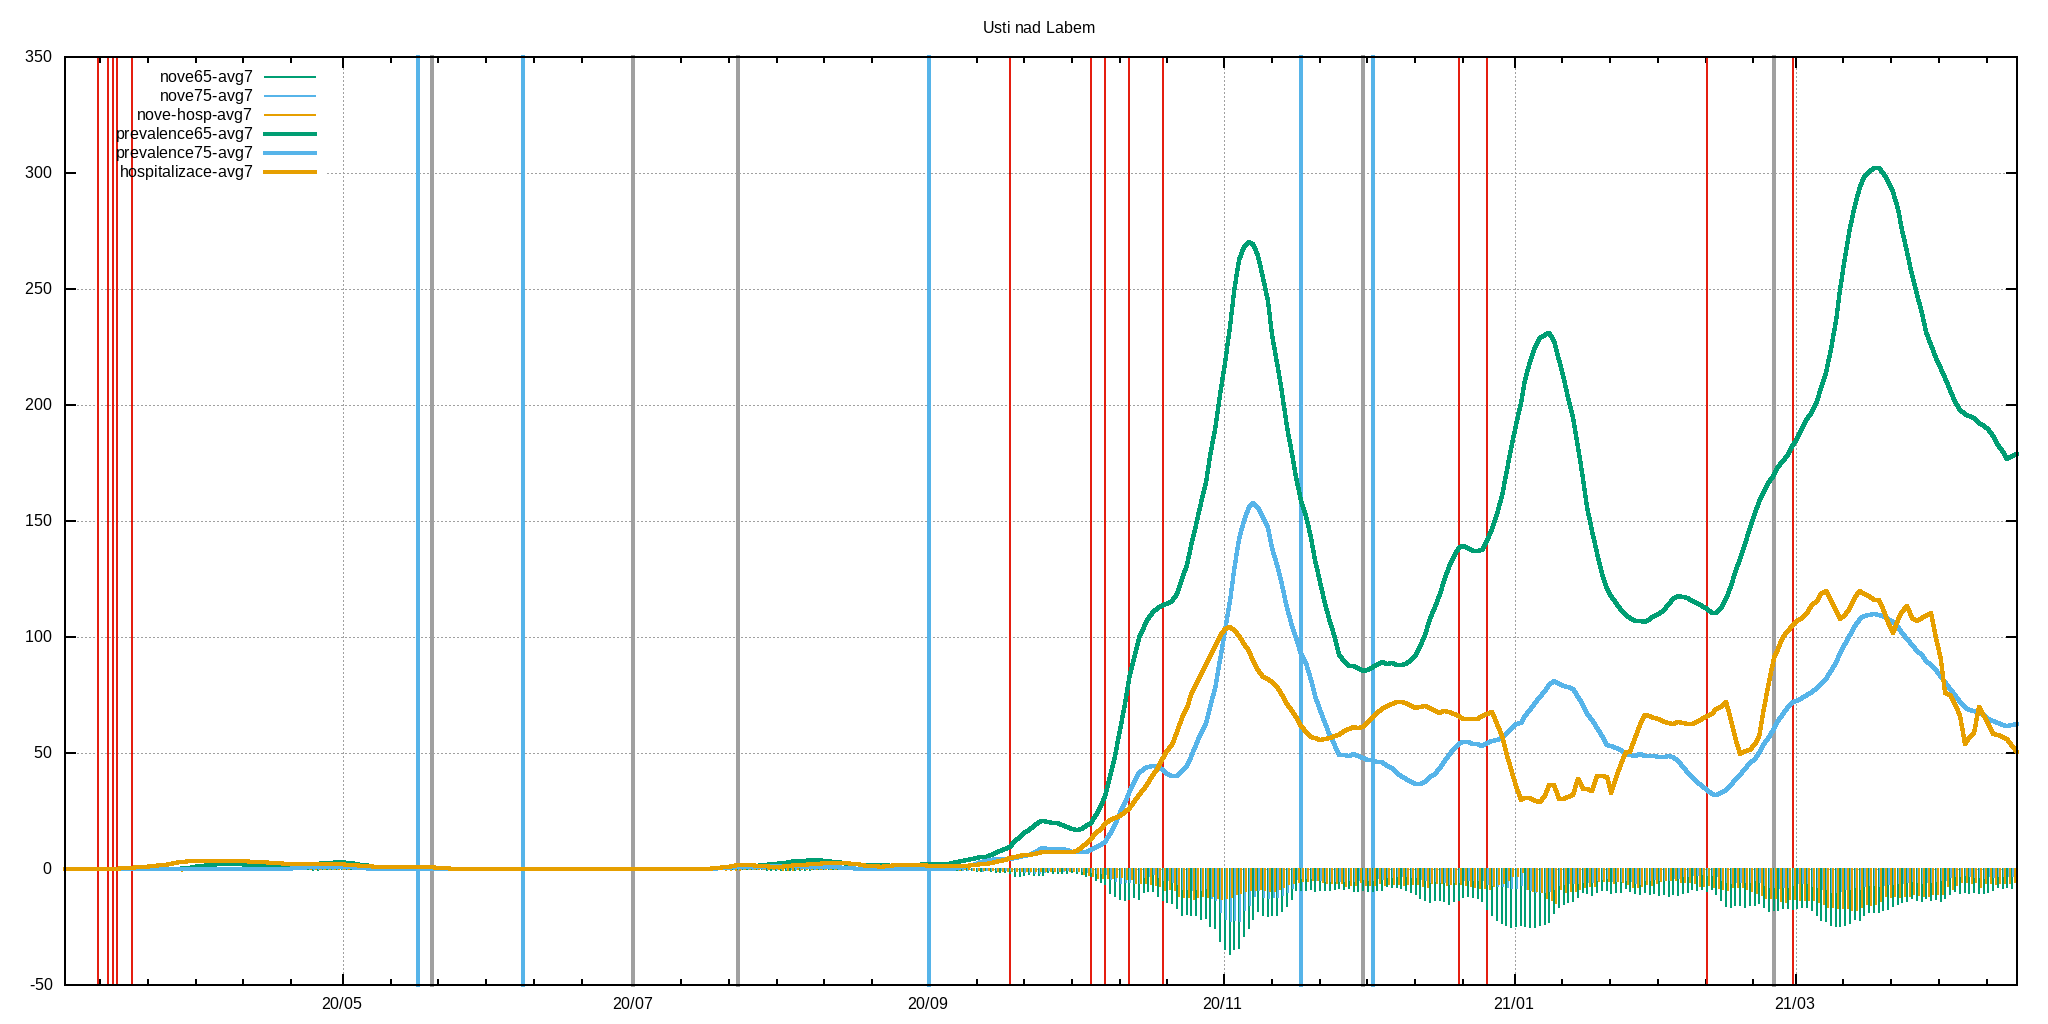 Usti nad Labem
350
300
250
200
150
100
50
0
-50
nove65-avg7
nove75-avg7
nove-hosp-avg7
prevalence65-avg7
prevalence75-avg7
hospitalizace-avg7
20/05 20/07 20/09 20/11 21/01 21/03